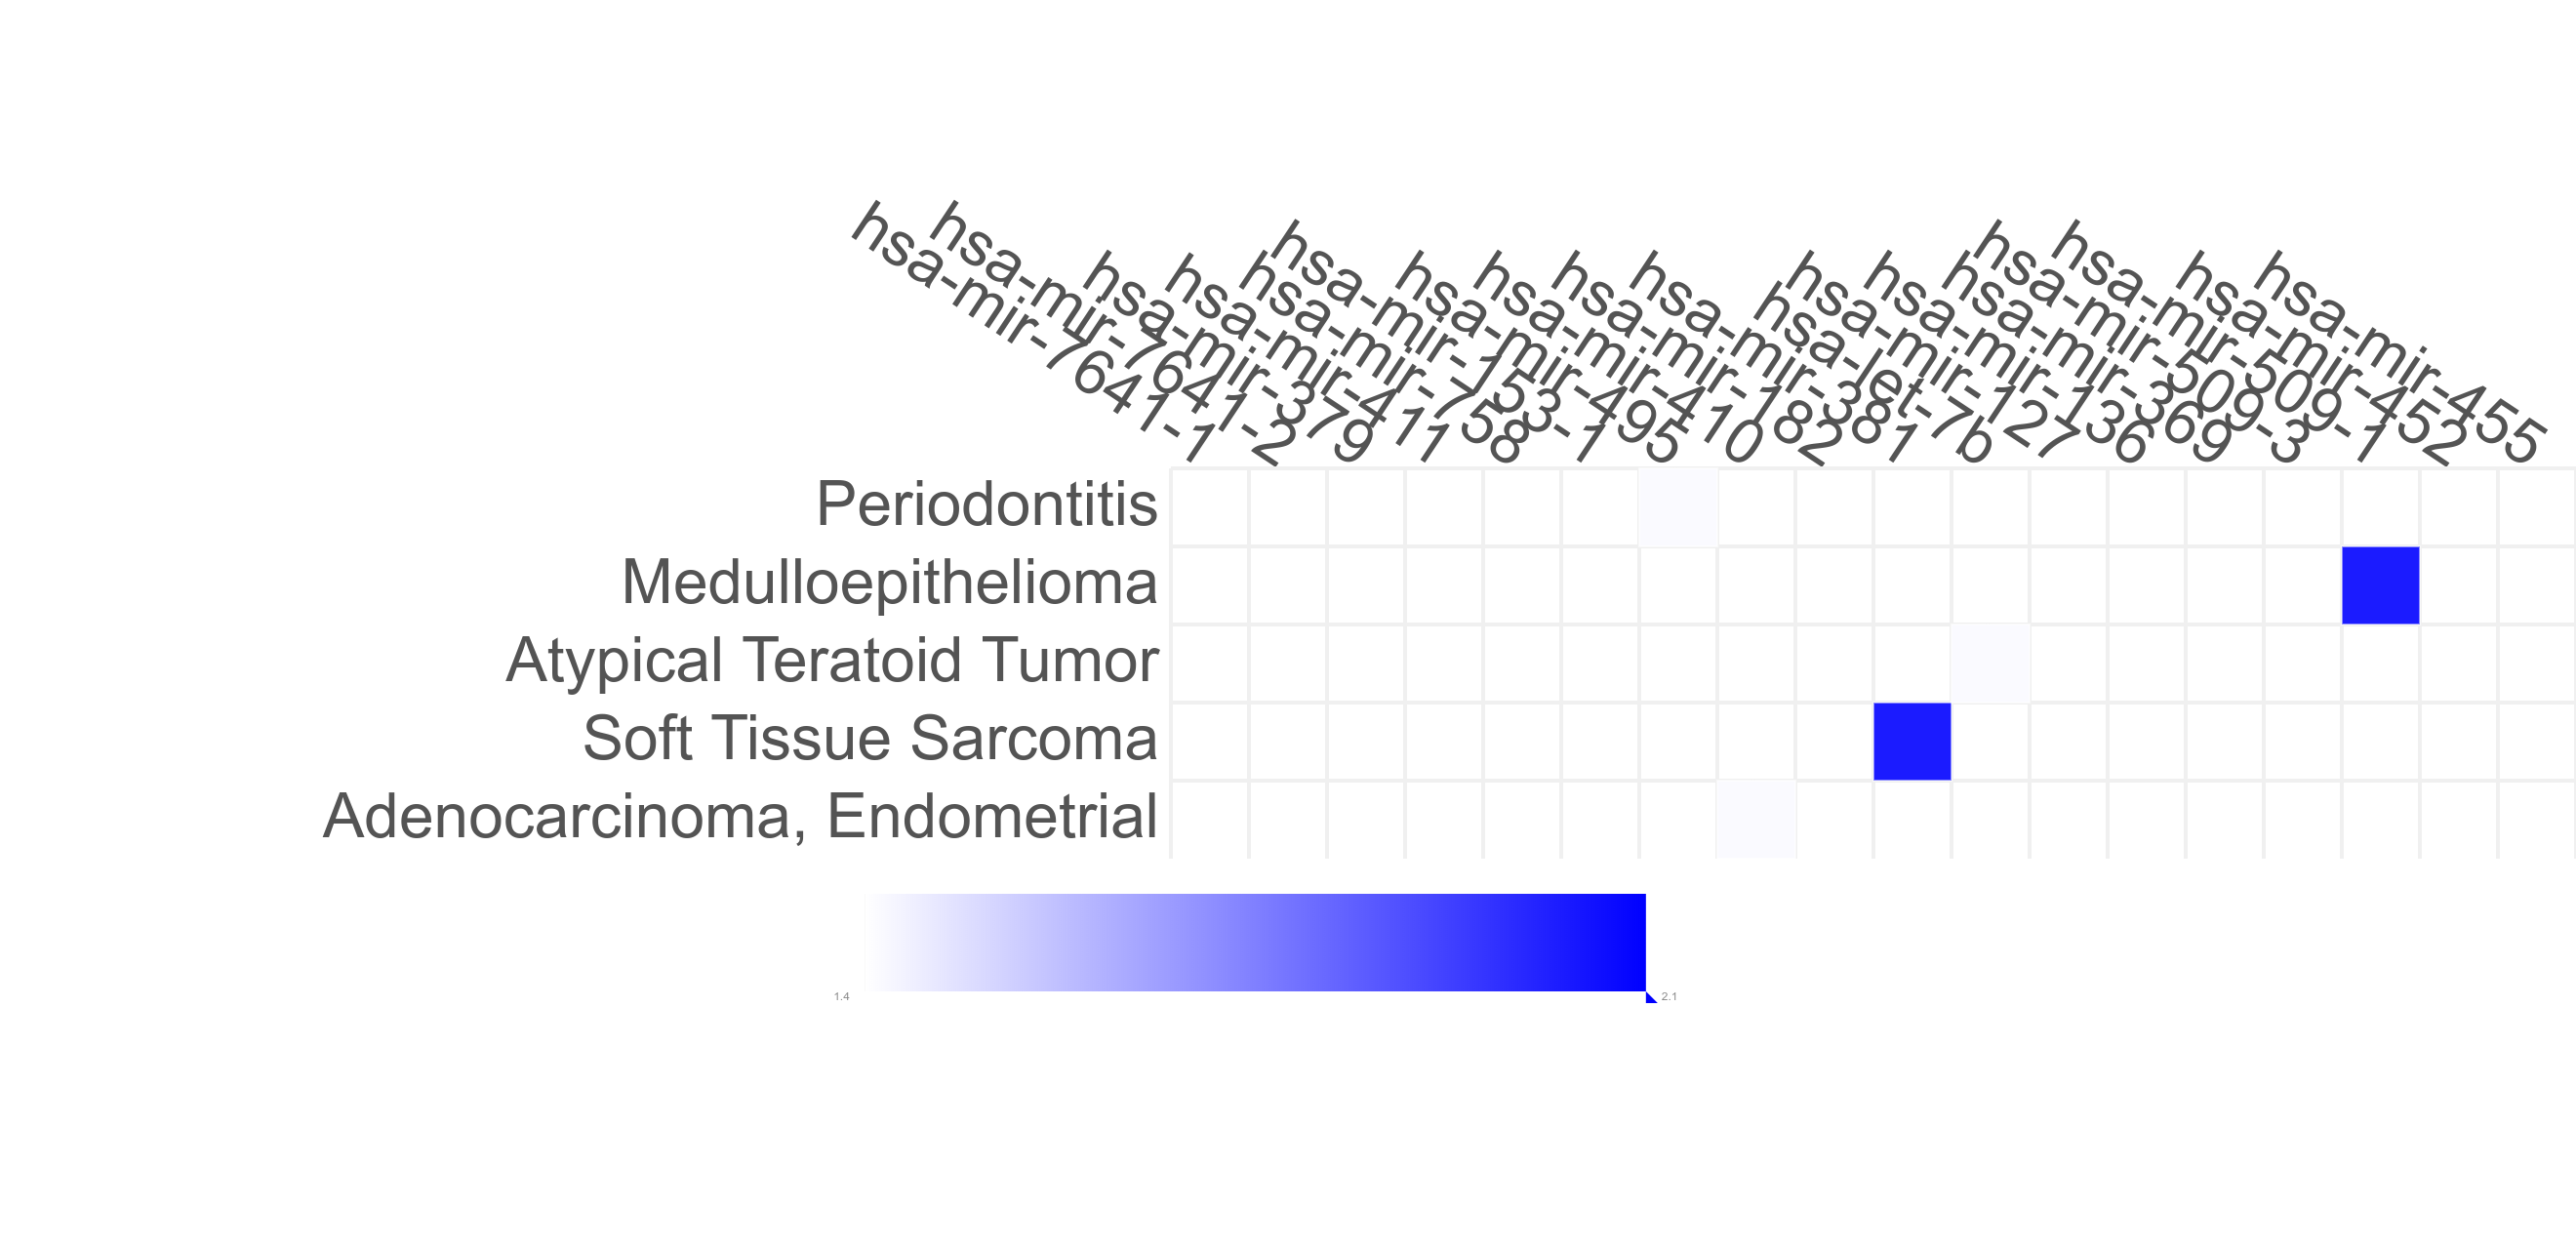 hsa-mir-7641-1
hsa-mir-7641-2
hsa-mir-379
hsa-mir-411
hsa-mir-758
hsa-mir-153-1
hsa-mir-495
hsa-mir-410
hsa-mir-182
hsa-mir-381
hsa-let-7b
hsa-mir-127
hsa-mir-136
hsa-mir-369
hsa-mir-509-3
hsa-mir-509-1
hsa-mir-452
hsa-mir-455
Periodontitis
Medulloepithelioma
Atypical Teratoid Tumor
Soft Tissue Sarcoma
Adenocarcinoma, Endometrial
1.4
2.1